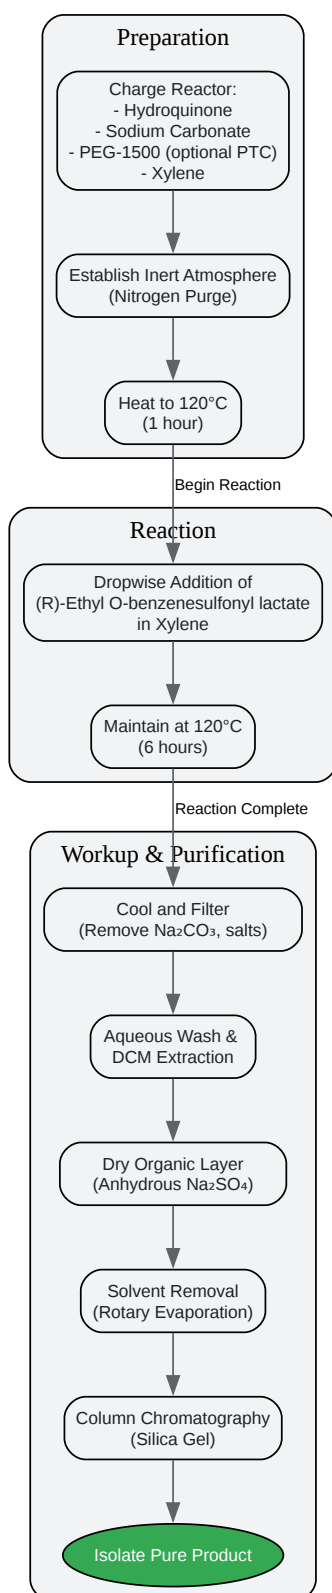 Preparation
Charge Reactor:
- Hydroquinone
- Sodium Carbonate
- PEG-1500 (optional PTC)
- Xylene
Establish Inert Atmosphere
(Nitrogen Purge)
Heat to 120°C
(1 hour)
Begin Reaction
Reaction
Dropwise Addition of
(R)-Ethyl O-benzenesulfonyl lactate
in Xylene
Maintain at 120°C
(6 hours)
Reaction Complete
Workup & Purification
Cool and Filter
(Remove Na₂CO₃, salts)
Aqueous Wash &
DCM Extraction
Dry Organic Layer
(Anhydrous Na₂SO₄)
Solvent Removal
(Rotary Evaporation)
Column Chromatography
(Silica Gel)
Isolate Pure Product